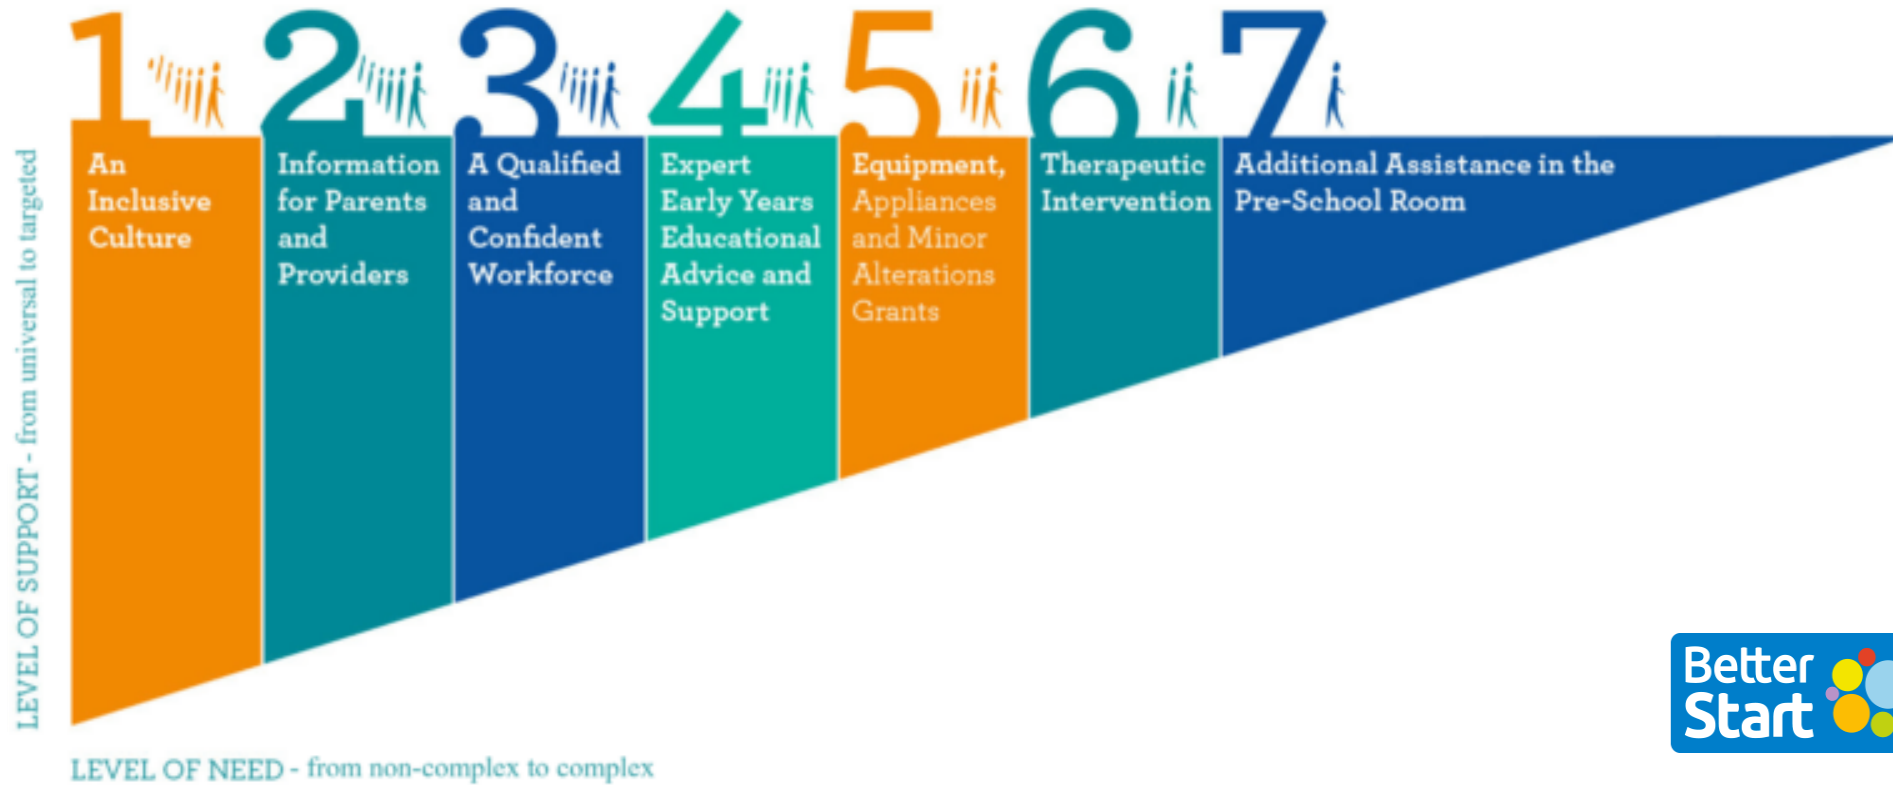 1
2
3
4
5
6
7
An
Inclusive
Culture
Information
for Parents
and
Providers
A Qualified
and
Confident
Workforce
Expert
Early Years
Educational
Advice and
Support
Equipment,
Appliances
and Minor
Alterations
Grants
Therapeutic
Intervention
Additional Assistance in the
Pre-School Room
LEVEL OF SUPPORT - from universal to targeted
LEVEL OF NEED - from non-complex to complex
Better
Start